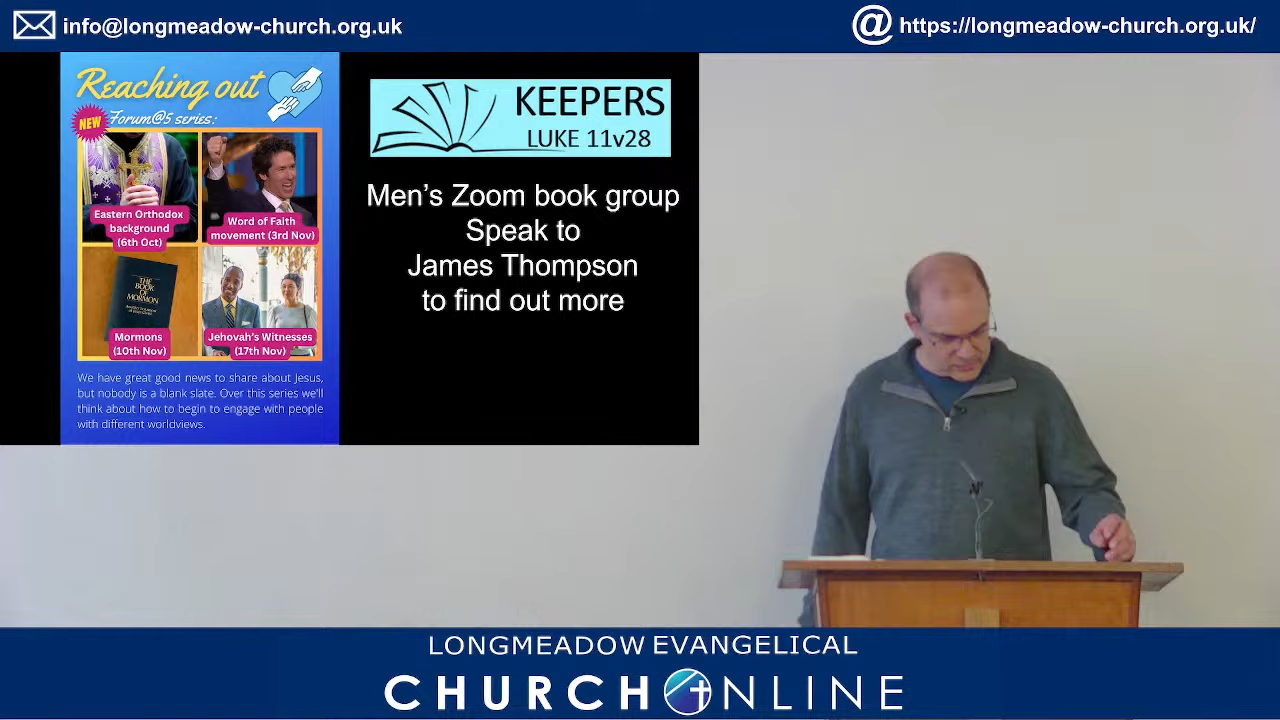 info@longmeadow-church.org.uk
https://longmeadow-church.org.uk/
Reaching out
NEW
Forum@5 series:
Eastern Orthodox
background
(6th Oct)
Word of Faith
movement (3rd Nov)
THE
BOOK
OF
MORMON
Mormons
(10th Nov)
Jehovah's Witnesses
(17th Nov)
We have great good news to share about Jesus,
but nobody is a blank slate. Over this series we'll
think about how to begin to engage with people
with different worldviews.
KEEPERS
LUKE 11v28
Men's Zoom book group
Speak to
James Thompson
to find out more
LONGMEADOW EVANGELICAL
CHURCH ONLINE